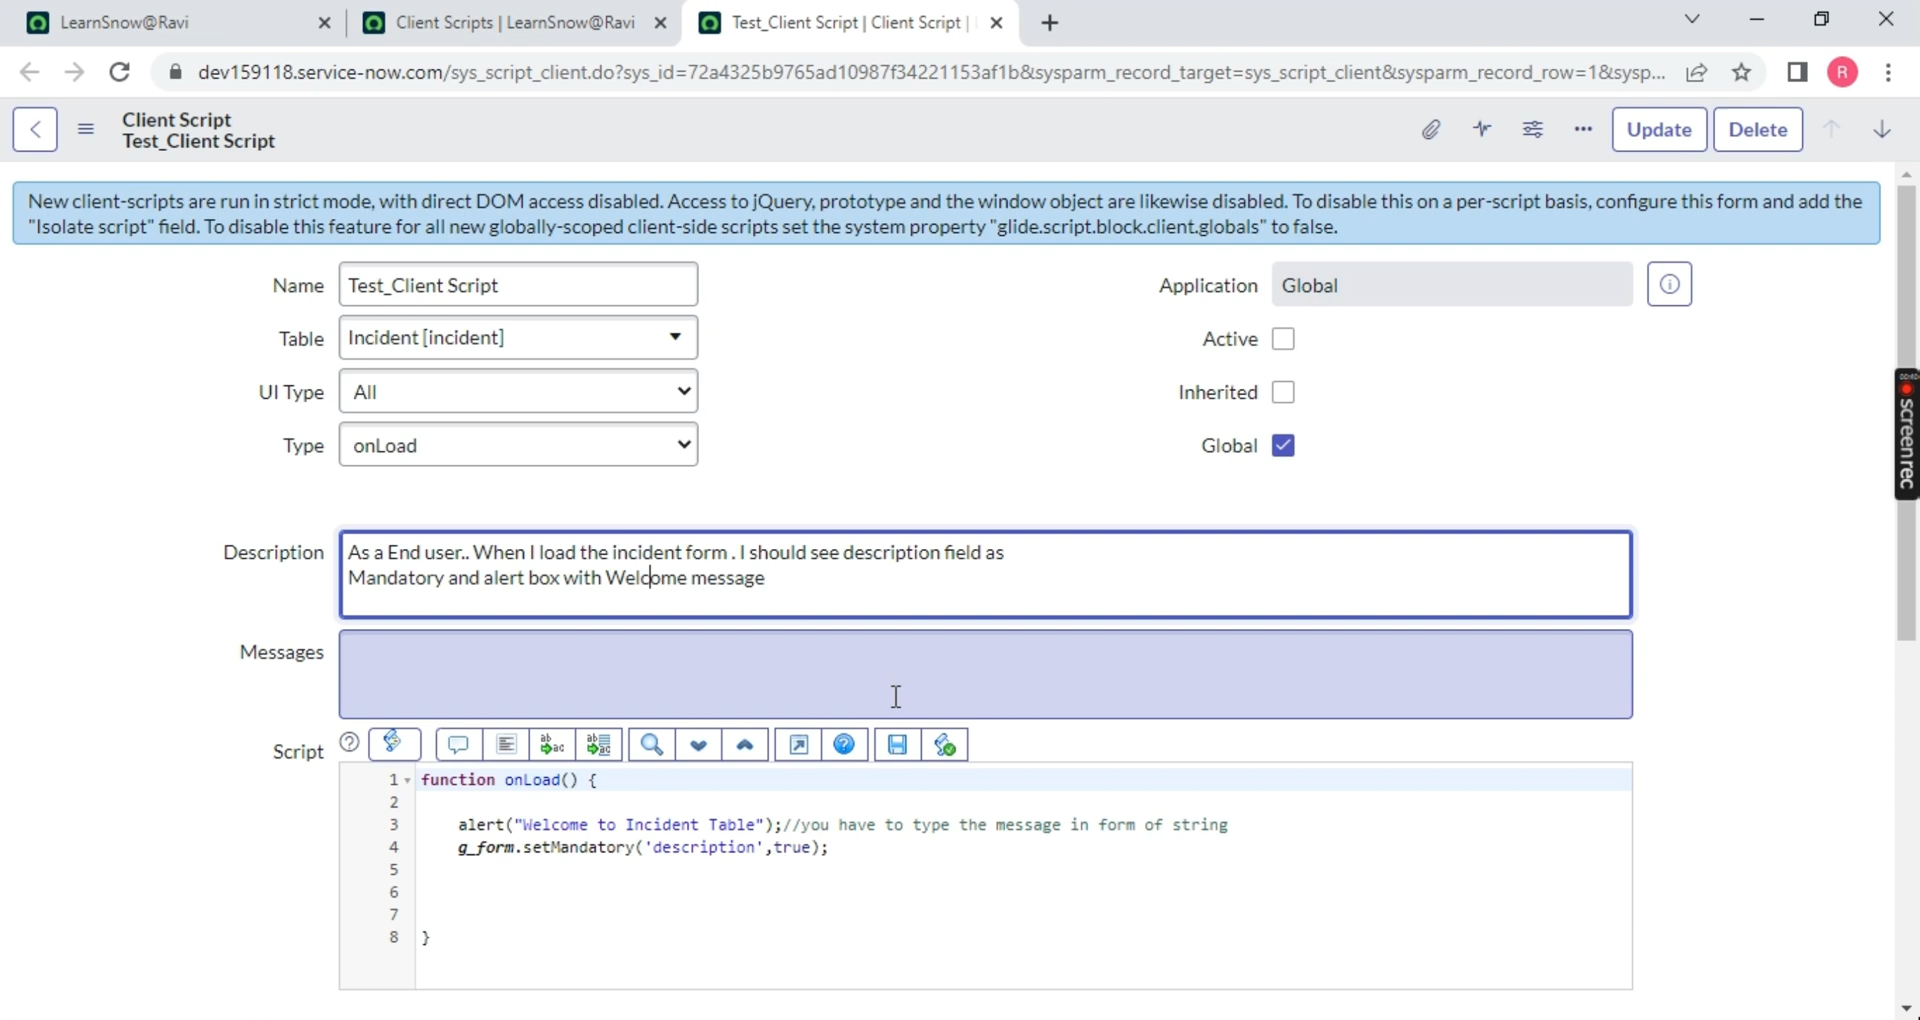 LearnSnow@Ravi
Client Scripts | LearnSnow@Ravi
Test_Client Script | Client Script |
dev159118.service-now.com/sys_script_client.do?sys_id=72a4325b9765ad10987f34221153af1b&sysparm_record_target=sys_script_client&sysparm_record_row=1&sysp...
R
Client Script
Test_Client Script
Update
Delete
New client-scripts are run in strict mode, with direct DOM access disabled. Access to jQuery, prototype and the window object are likewise disabled. To disable this on a per-script basis, configure this form and add the
"Isolate script" field. To disable this feature for all new globally-scoped client-side scripts set the system property "glide.script.block.client.globals" to false.
Name Test_Client Script
Application Global
Table Incident [incident]
Active
UI Type All
Inherited
Type onLoad
Global
screenrec
Description As a End user.. When I load the incident form . I should see description field as
Mandatory and alert box with Welcome message
Messages
Script
1 function onLoad() {
2
3 alert("Welcome to Incident Table");//you have to type the message in form of string
4 g_form.setMandatory('description',true);
5
6
7
8 }